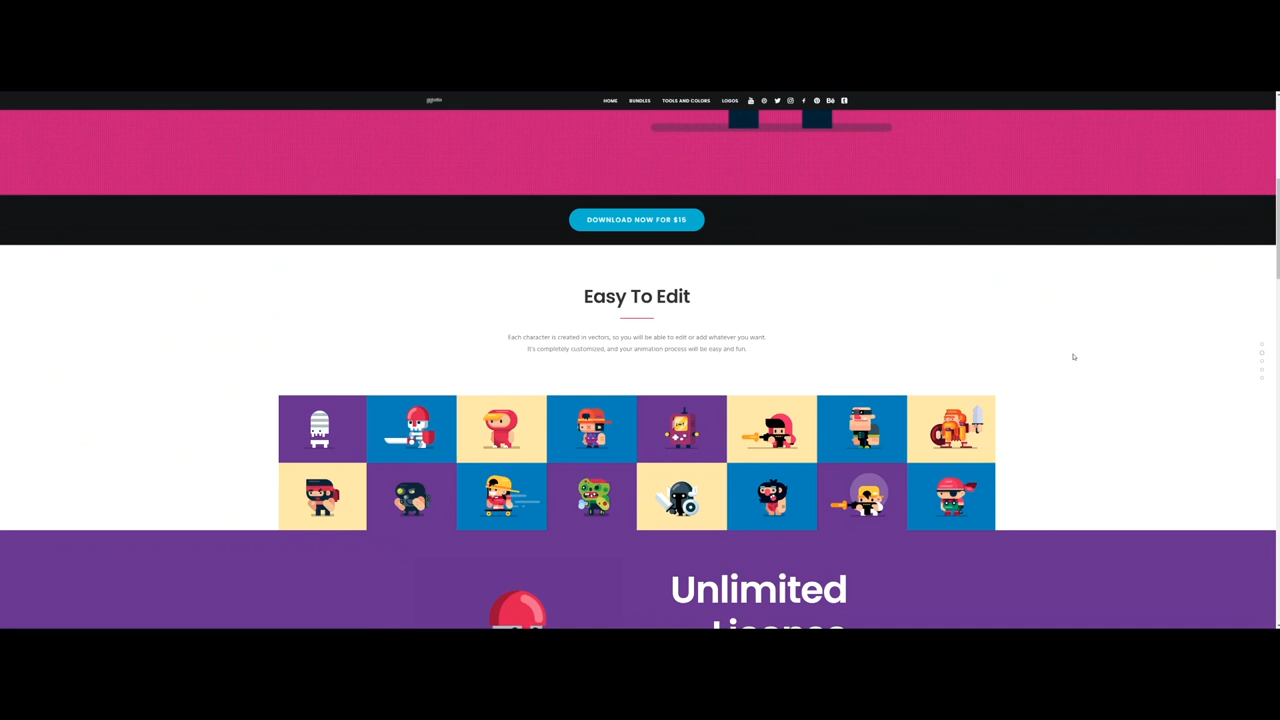 HOME BUNDLES TOOLS AND COLORS LOGOS
DOWNLOAD NOW FOR $15
Easy To Edit
Each character is created in vectors, so you will be able to edit or add whatever you want.
It's completely customized, and your animation process will be easy and fun.
Unlimited
License